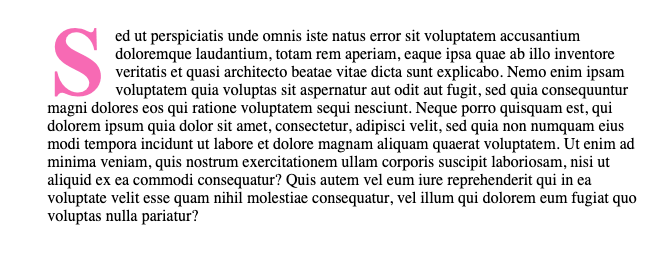 Sed ut perspiciatis unde omnis iste natus error sit voluptatem accusantium
doloremque laudantium, totam rem aperiam, eaque ipsa quae ab illo inventore
veritatis et quasi architecto beatae vitae dicta sunt explicabo. Nemo enim ipsam
voluptatem quia voluptas sit aspernatur aut odit aut fugit, sed quia consequuntur
magni dolores eos qui ratione voluptatem sequi nesciunt. Neque porro quisquam est, qui
dolorem ipsum quia dolor sit amet, consectetur, adipisci velit, sed quia non numquam eius
modi tempora incidunt ut labore et dolore magnam aliquam quaerat voluptatem. Ut enim ad
minima veniam, quis nostrum exercitationem ullam corporis suscipit laboriosam, nisi ut
aliquid ex ea commodi consequatur? Quis autem vel eum iure reprehenderit qui in ea
voluptate velit esse quam nihil molestiae consequatur, vel illum qui dolorem eum fugiat quo
voluptas nulla pariatur?